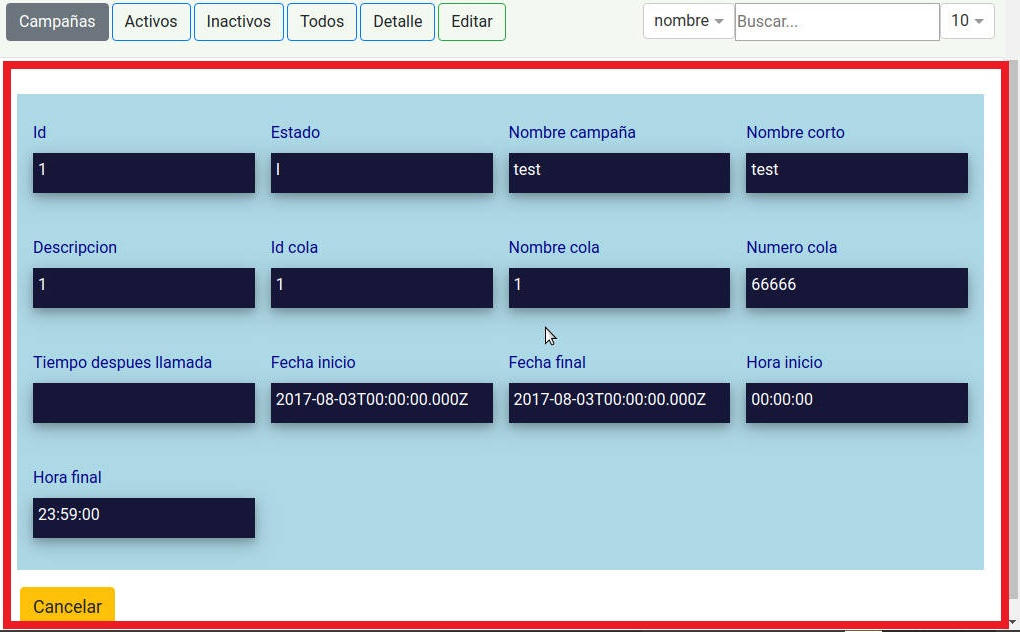 Campañas Activos Inactivos Todos Detalle Editar nombre Buscar... 10
Id Estado Nombre campaña Nombre corto
1 I test test
Descripcion Id cola Nombre cola Numero cola
1 1 1 66666
Tiempo despues llamada Fecha inicio Fecha final Hora inicio
2017-08-03T00:00:00.000Z 2017-08-03T00:00:00.000Z 00:00:00
Hora final
23:59:00
Cancelar